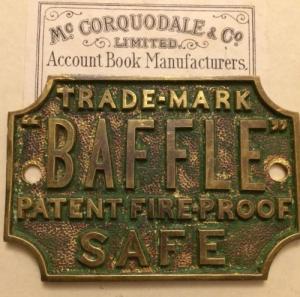 Mc CORQUODALE & Co
LIMITED.
Account Book Manufacturers.
TRADE-MARK
"BAFFLE"
PATENT FIRE-PROOF
SAFE